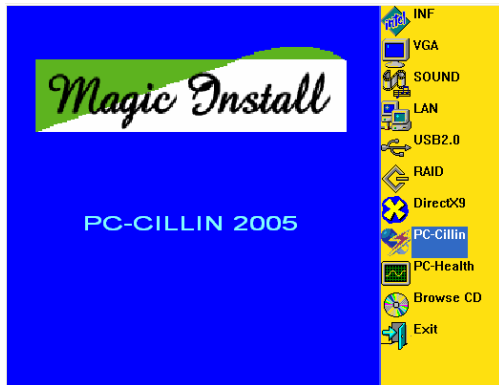 Magic Install
PC-CILLIN 2005
intel
INF
VGA
SOUND
LAN
USB2.0
RAID
DirectX9
PC-Cillin
PC-Health
Browse CD
Exit